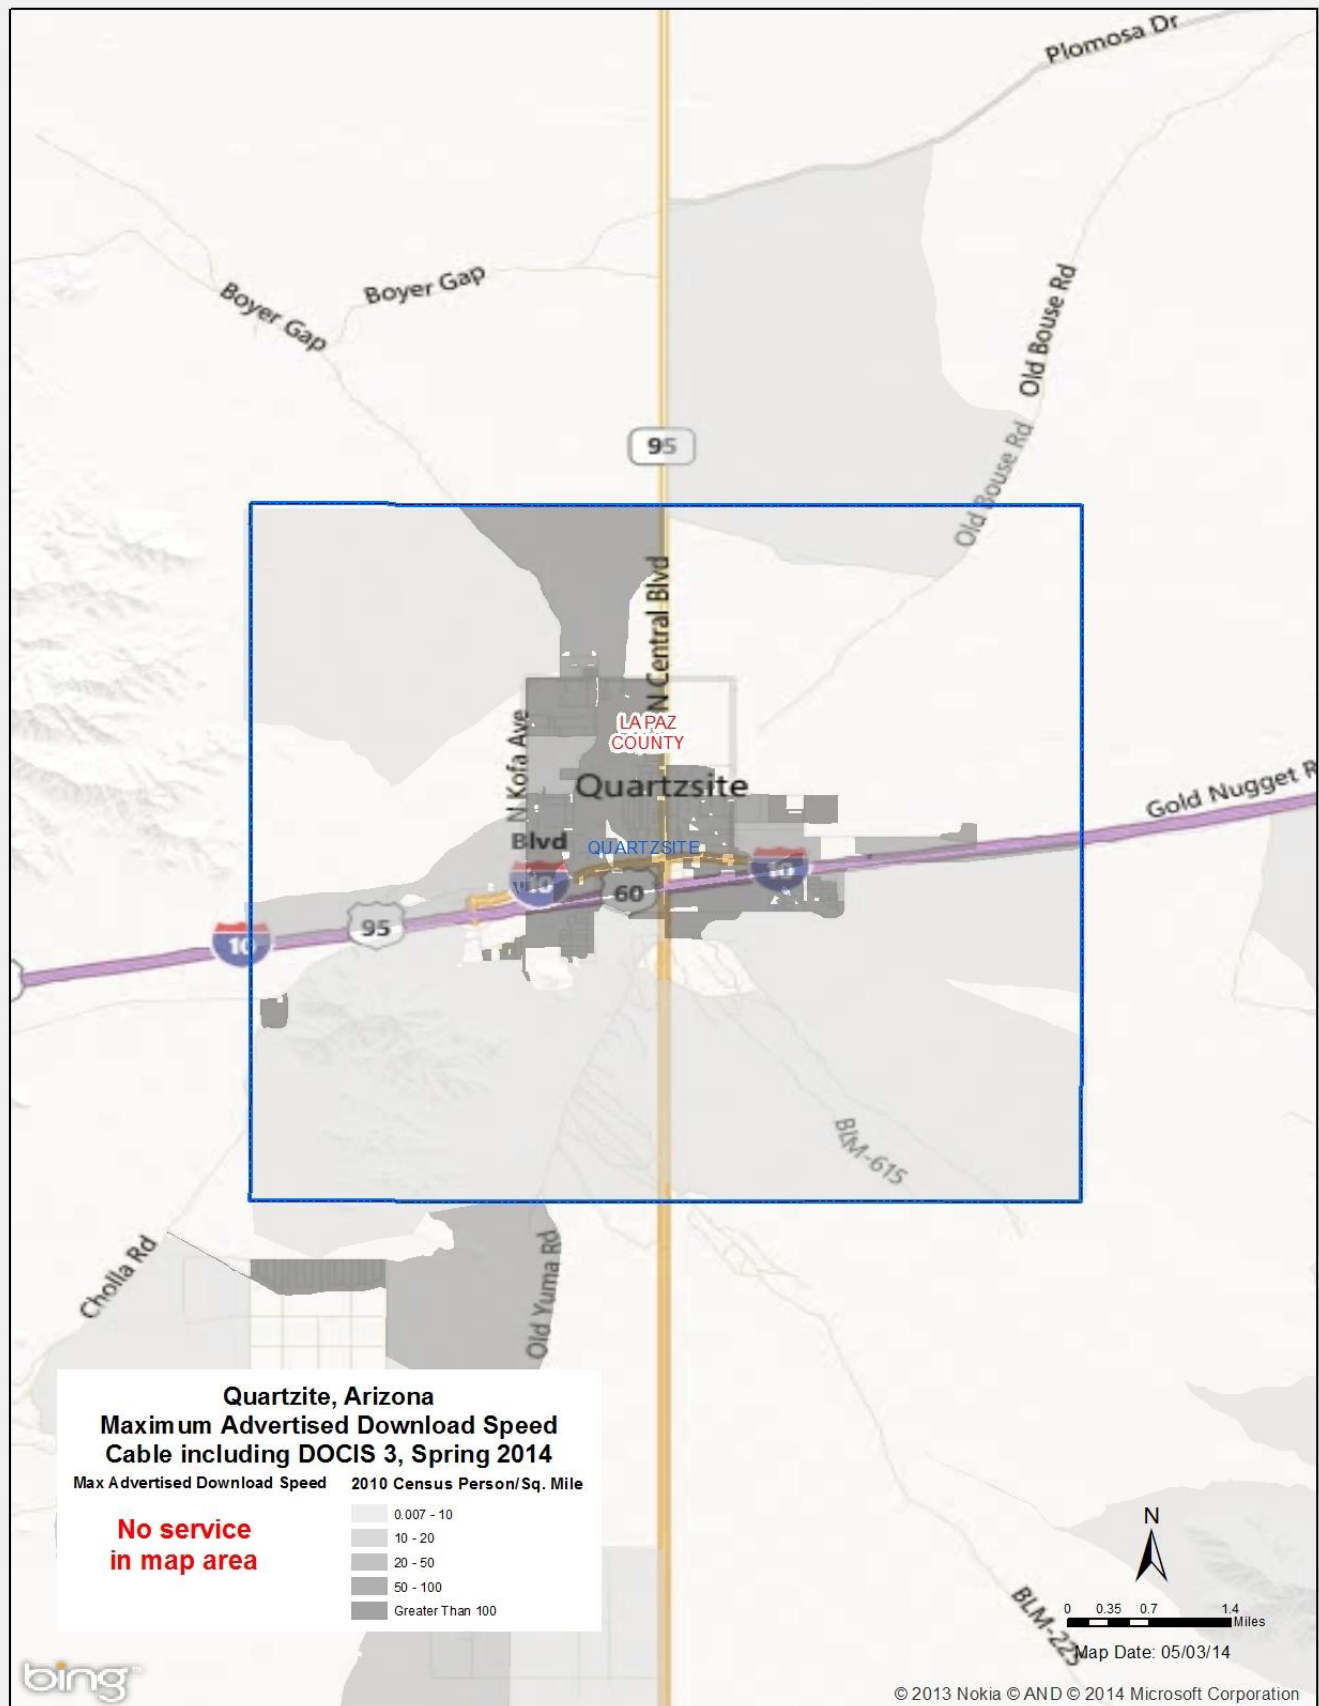 Plomosa Dr
Boyer Gap
Boyer Gap
Old Bouse Rd
95
Old Bouse Rd
N Central Blvd
N Kofa Ave
LA PAZ
COUNTY
Quartzsite
Gold Nugget R
Blvd
QUARTZSITE
10
10
60
95
10
BLM-615
Cholla Rd
Old Yuma Rd
Quartzite, Arizona
Maximum Advertised Download Speed
Cable including DOCIS 3, Spring 2014
Max Advertised Download Speed
2010 Census Person/Sq. Mile
No service
in map area
0.007 - 10
10 - 20
20 - 50
50 - 100
Greater Than 100
N
0 0.35 0.7 1.4
Miles
BLM-225
Map Date: 05/03/14
bing
© 2013 Nokia © AND © 2014 Microsoft Corporation